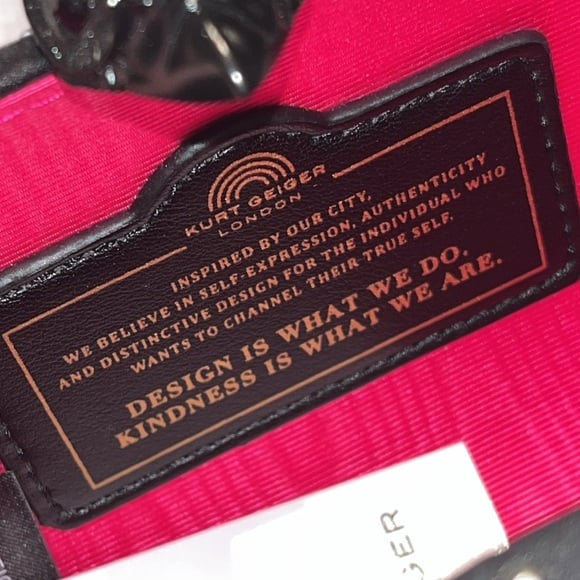 KURT GEIGER
LONDON
INSPIRED BY OUR CITY,
WE BELIEVE IN SELF-EXPRESSION, AUTHENTICITY
AND DISTINCTIVE DESIGN FOR THE INDIVIDUAL WHO
WANTS TO CHANNEL THEIR TRUE SELF.
DESIGN IS WHAT WE DO.
KINDNESS IS WHAT WE ARE.
GER